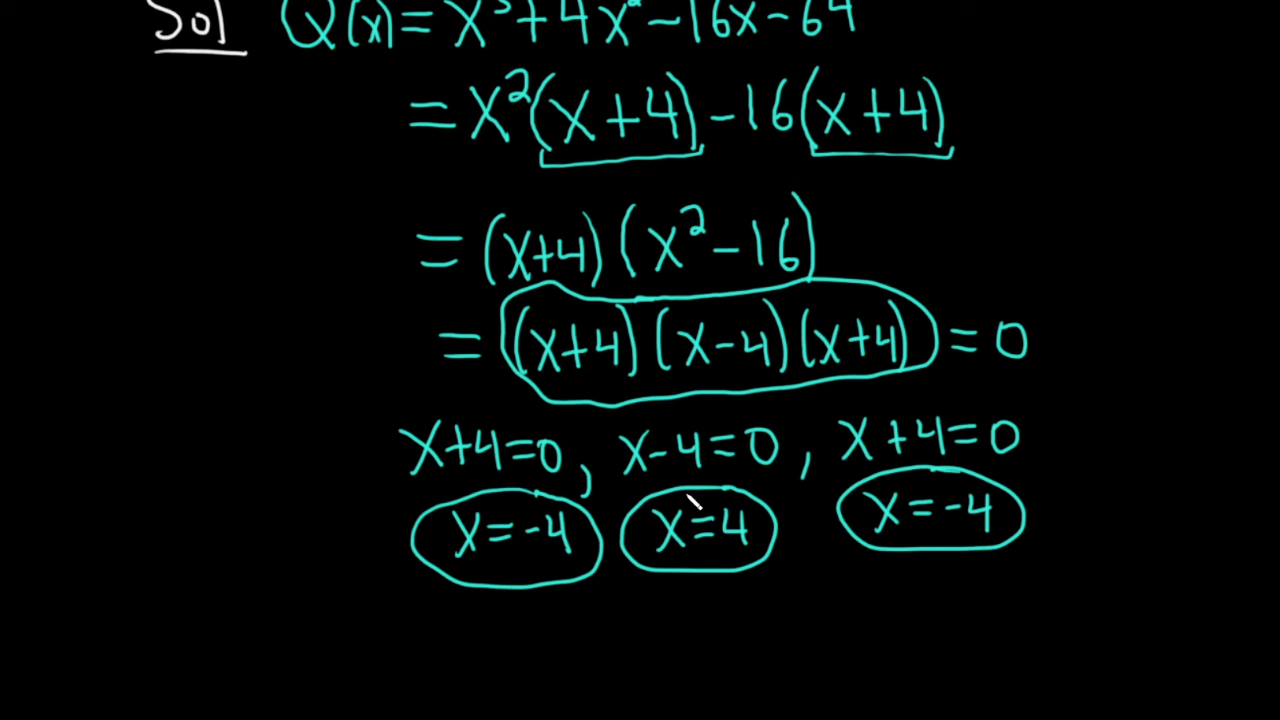 Sol Q(x) = x³ + 4x² - 16x - 64
= x²(x+4) - 16(x+4)
= (x+4)(x² - 16)
= (x+4)(x-4)(x+4) = 0
x+4=0, x-4=0, x+4=0
x=-4 x=4 x=-4